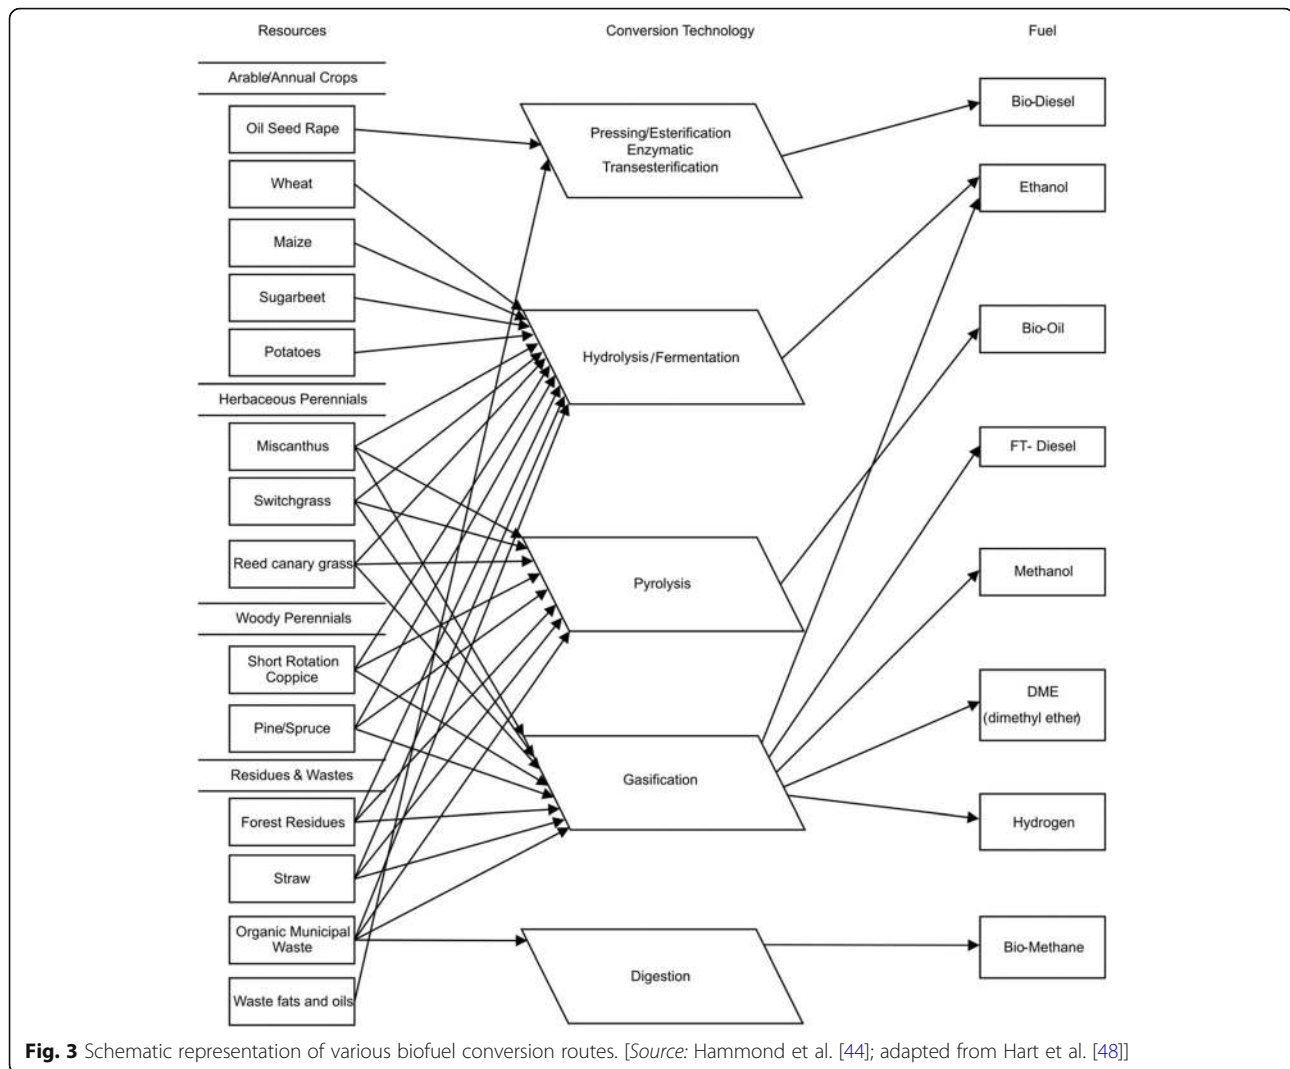 Resources
Conversion Technology
Fuel
Arable/Annual Crops
Oil Seed Rape
Wheat
Maize
Sugarbeet
Potatoes
Herbaceous Perennials
Miscanthus
Switchgrass
Reed canary grass
Woody Perennials
Short Rotation
Coppice
Pine/Spruce
Residues & Wastes
Forest Residues
Straw
Organic Municipal
Waste
Waste fats and oils
Pressing/Esterification
Enzymatic
Transesterification
Hydrolysis/Fermentation
Pyrolysis
Gasification
Digestion
Bio-Diesel
Ethanol
Bio-Oil
FT- Diesel
Methanol
DME
(dimethyl ether)
Hydrogen
Bio-Methane
Fig. 3 Schematic representation of various biofuel conversion routes. [Source: Hammond et al. [44]; adapted from Hart et al. [48]]